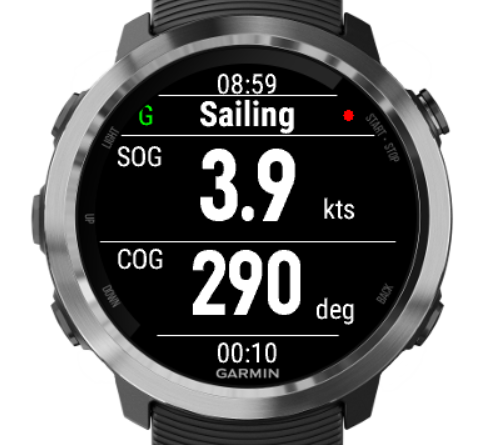 08:59
G Sailing
LIGHT
START · STOP
SOG
3.9 kts
UP
COG
290 deg
DOWN
BACK
00:10
GARMIN